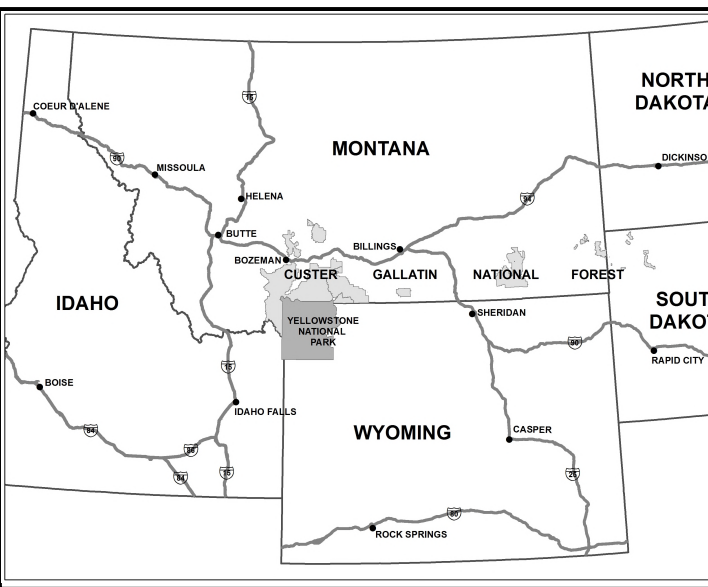 NORTH
DAKOTA
COEUR D'ALENE
15
MONTANA
90
MISSOULA
DICKINSO
HELENA
94
BUTTE
BILLINGS
BOZEMAN
CUSTER GALLATIN NATIONAL FOREST
IDAHO
SOUT
DAKO
SHERIDAN
YELLOWSTONE
NATIONAL
PARK
90
RAPID CITY
15
BOISE
IDAHO FALLS
84
WYOMING
CASPER
86
84
15
25
80
ROCK SPRINGS